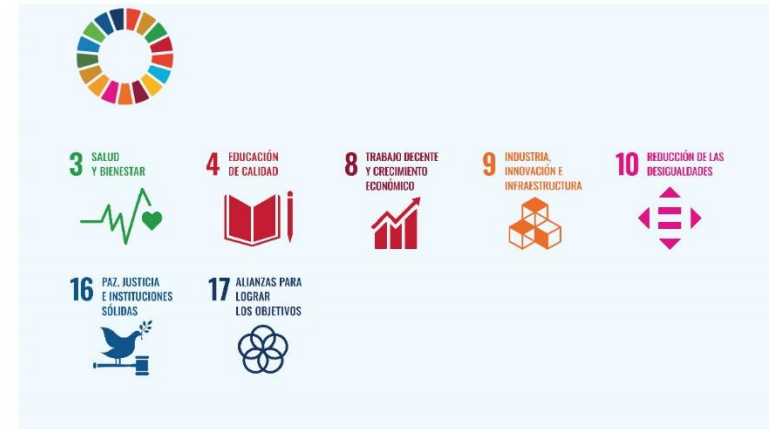 3 SALUD
Y BIENESTAR
4 EDUCACIÓN
DE CALIDAD
8 TRABAJO DECENTE
Y CRECIMIENTO
ECONÓMICO
9 INDUSTRIA,
INNOVACIÓN E
INFRAESTRUCTURA
10 REDUCCIÓN DE LAS
DESIGUALDADES
16 PAZ, JUSTICIA
E INSTITUCIONES
SÓLIDAS
17 ALIANZAS PARA
LOGRAR
LOS OBJETIVOS